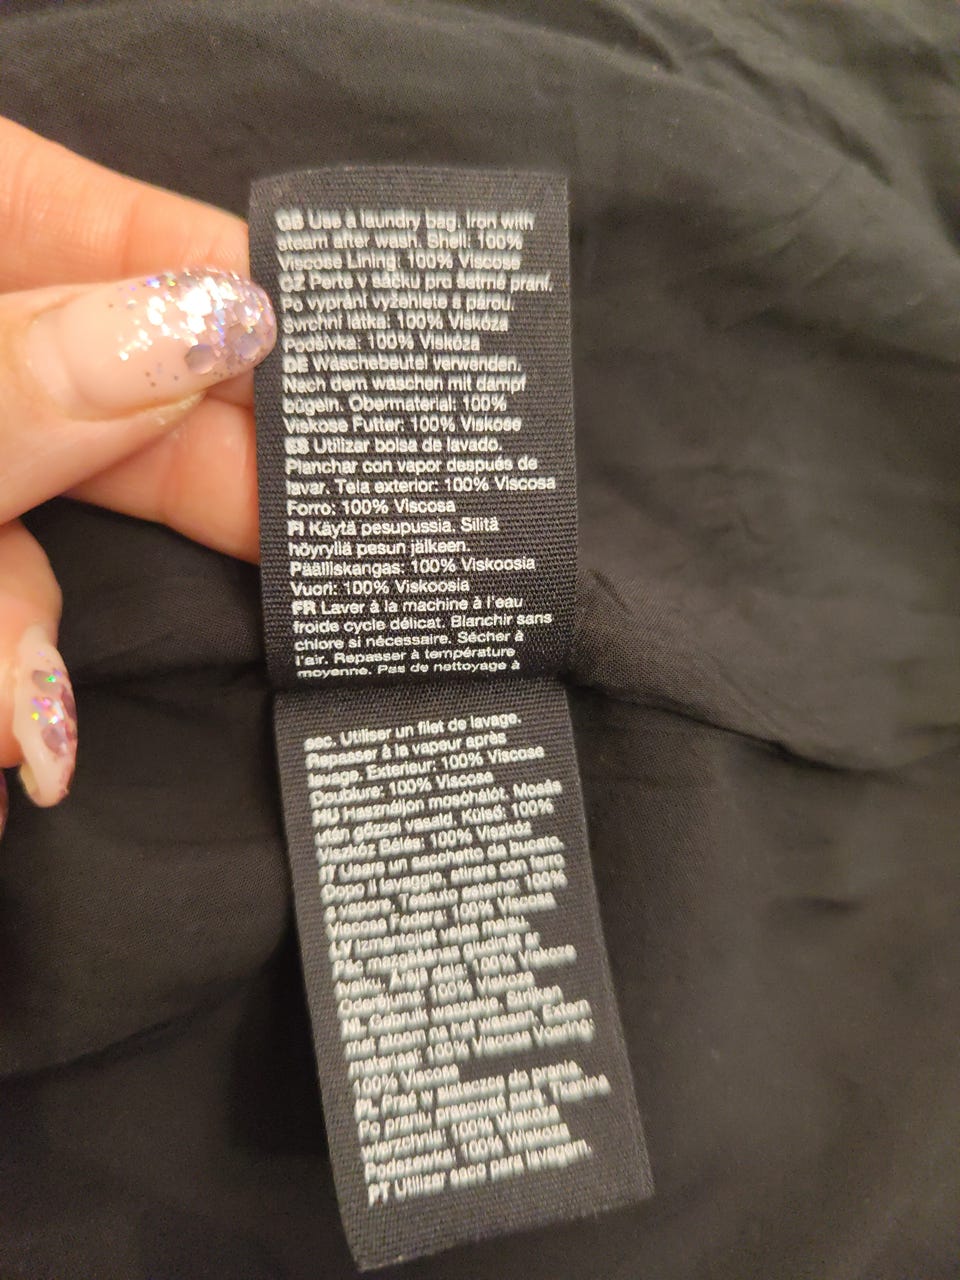 GB Use a laundry bag. Iron with
steam after wash. Shell: 100%
Viscose Lining: 100% Viscose
CZ Perte v sáčku pro šetrné praní.
Po vyprání vyžehlete s párou.
Svrchní látka: 100% Viskóza
Podšívka: 100% Viskóza
DE Wäschebeutel verwenden.
Nach dem waschen mit dampf
bügeln. Obermaterial: 100%
Viskose Futter: 100% Viskose
ES Utilizar bolsa de lavado.
Planchar con vapor después de
lavar. Tela exterior: 100% Viscosa
Forro: 100% Viscosa
FI Käytä pesupussia. Silitä
höyryllä pesun jälkeen.
Päälliskangas: 100% Viskoosia
Vuori: 100% Viskoosia
FR Laver à la machine à l'eau
froide cycle délicat. Blanchir sans
chlore si nécessaire. Sécher à
l'air. Repasser à température
moyenne. Pas de nettoyage à
sec. Utiliser un filet de lavage.
Repasser à la vapeur après
lavage. Exterieur: 100% Viscose
Doublure: 100% Viscose
HU Használjon mosóhálót. Mosás
után gőzzel vasald. Külső: 100%
Viszkóz Bélés: 100% Viszkóz
IT Usare un sacchetto da bucato.
Dopo il lavaggio, stirare con ferro
a vapore. Tessuto esterno: 100%
Viscose Fodera: 100% Viscose
LV Izmantojiet veļas maisu.
Pēc mazgāšanas gludināt ar
tvaiku. Ārējā daļa: 100% Viskose
Oderējums: 100% Viskoze
NL Gebruik waszakje. Strijken
met stoom na het wassen. Extern
materiaal: 100% Viscose Voering:
100% Viscose
PL Prać w siateczce do prania.
Po praniu prasować parą. Tkanina
wierzchnia: 100% Wiskoza
Podszewka: 100% Wiskoza
PT Utilizar saco para lavagem.